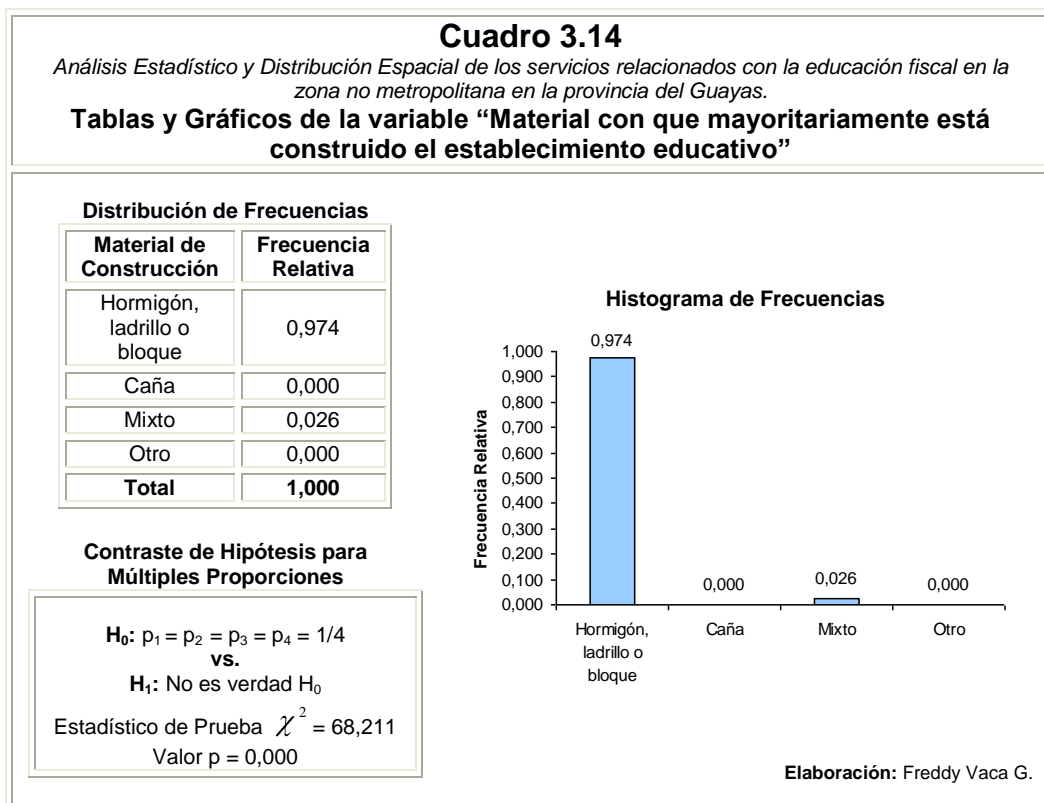 Cuadro 3.14
Análisis Estadístico y Distribución Espacial de los servicios relacionados con la educación fiscal en la
zona no metropolitana en la provincia del Guayas.
Tablas y Gráficos de la variable “Material con que mayoritariamente está
construido el establecimiento educativo”
Distribución de Frecuencias
Material de Construcción Frecuencia Relativa
Hormigón, ladrillo o bloque 0,974
Caña 0,000
Mixto 0,026
Otro 0,000
Total 1,000
Contraste de Hipótesis para
Múltiples Proporciones
H₀: p₁ = p₂ = p₃ = p₄ = 1/4
vs.
H₁: No es verdad H₀
Estadístico de Prueba χ² = 68,211
Valor p = 0,000
Histograma de Frecuencias
Frecuencia Relativa
1,000
0,900
0,800
0,700
0,600
0,500
0,400
0,300
0,200
0,100
0,000
0,974
0,000
0,026
0,000
Hormigón,
ladrillo o
bloque
Caña
Mixto
Otro
Elaboración: Freddy Vaca G.